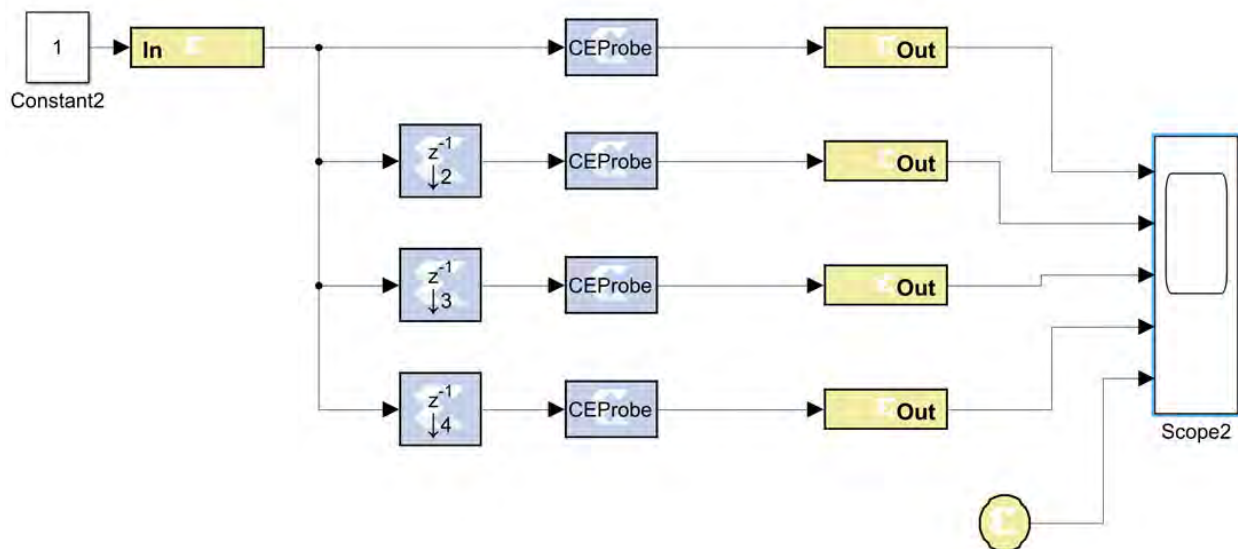 1
Constant2
In
CEProbe
Out
z⁻¹
↓2
CEProbe
Out
z⁻¹
↓3
CEProbe
Out
z⁻¹
↓4
CEProbe
Out
Scope2